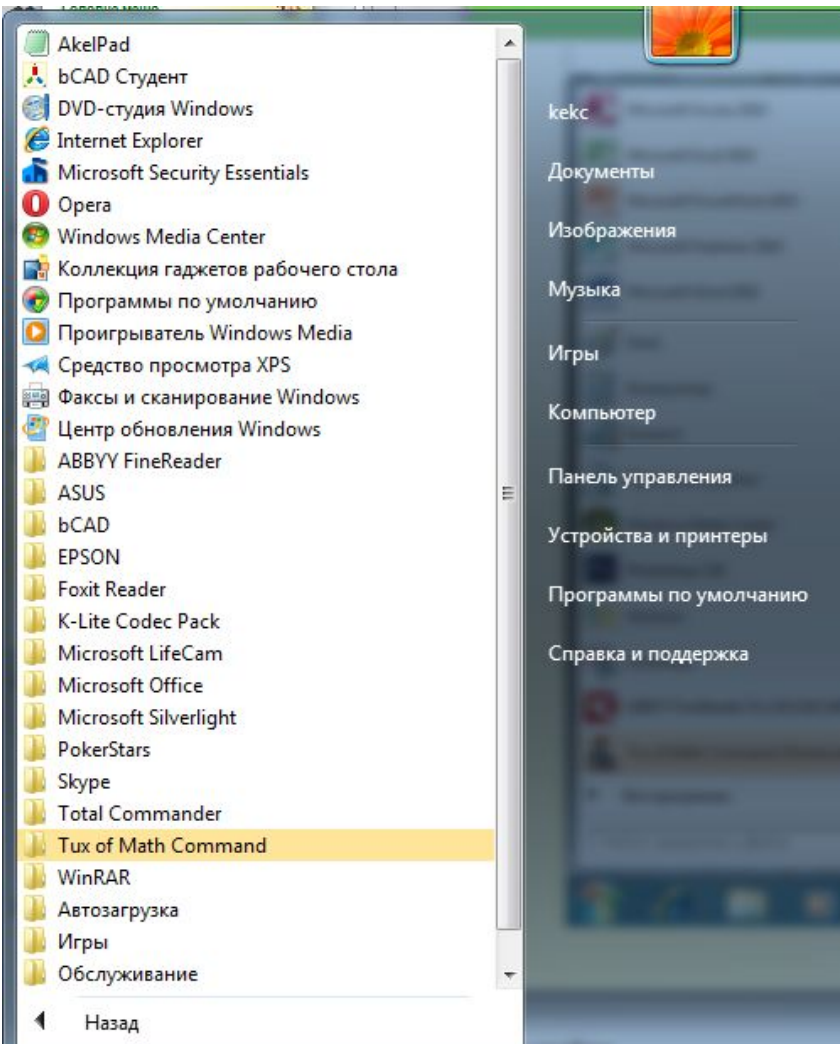 AkelPad
bCAD Студент
DVD-студия Windows
Internet Explorer
Microsoft Security Essentials
Opera
Windows Media Center
Коллекция гаджетов рабочего стола
Программы по умолчанию
Проигрыватель Windows Media
Средство просмотра XPS
Факсы и сканирование Windows
Центр обновления Windows
ABBYY FineReader
ASUS
bCAD
EPSON
Foxit Reader
K-Lite Codec Pack
Microsoft LifeCam
Microsoft Office
Microsoft Silverlight
PokerStars
Skype
Total Commander
Tux of Math Command
WinRAR
Автозагрузка
Игры
Обслуживание
Назад
kekc
Документы
Изображения
Музыка
Игры
Компьютер
Панель управления
Устройства и принтеры
Программы по умолчанию
Справка и поддержка